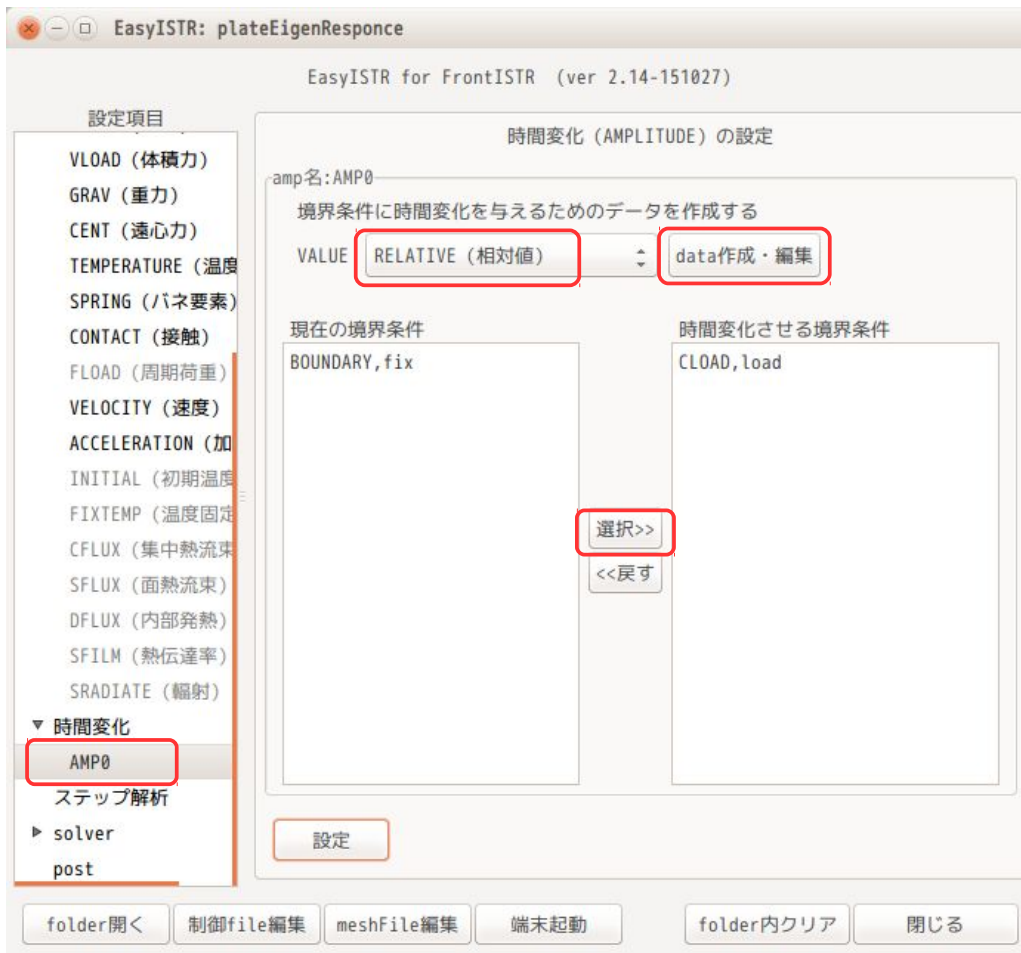 EasyISTR: plateEigenResponce
EasyISTR for FrontISTR (ver 2.14-151027)
設定項目
VLOAD (体積力)
GRAV (重力)
CENT (遠心力)
TEMPERATURE (温度
SPRING (バネ要素)
CONTACT (接触)
FLOAD (周期荷重)
VELOCITY (速度)
ACCELERATION (加
INITIAL (初期温度
FIXTEMP (温度固定
CFLUX (集中熱流束
SFLUX (面熱流束)
DFLUX (内部発熱)
SFILM (熱伝達率)
SRADIATE (輻射)
時間変化
AMP0
ステップ解析
solver
post
時間変化 (AMPLITUDE) の設定
amp名:AMP0
境界条件に時間変化を与えるためのデータを作成する
VALUE RELATIVE (相対値) data作成・編集
現在の境界条件
BOUNDARY,fix
選択>>
<<戻す
時間変化させる境界条件
CLOAD,load
設定
folder開く 制御file編集 meshFile編集 端末起動 folder内クリア 閉じる